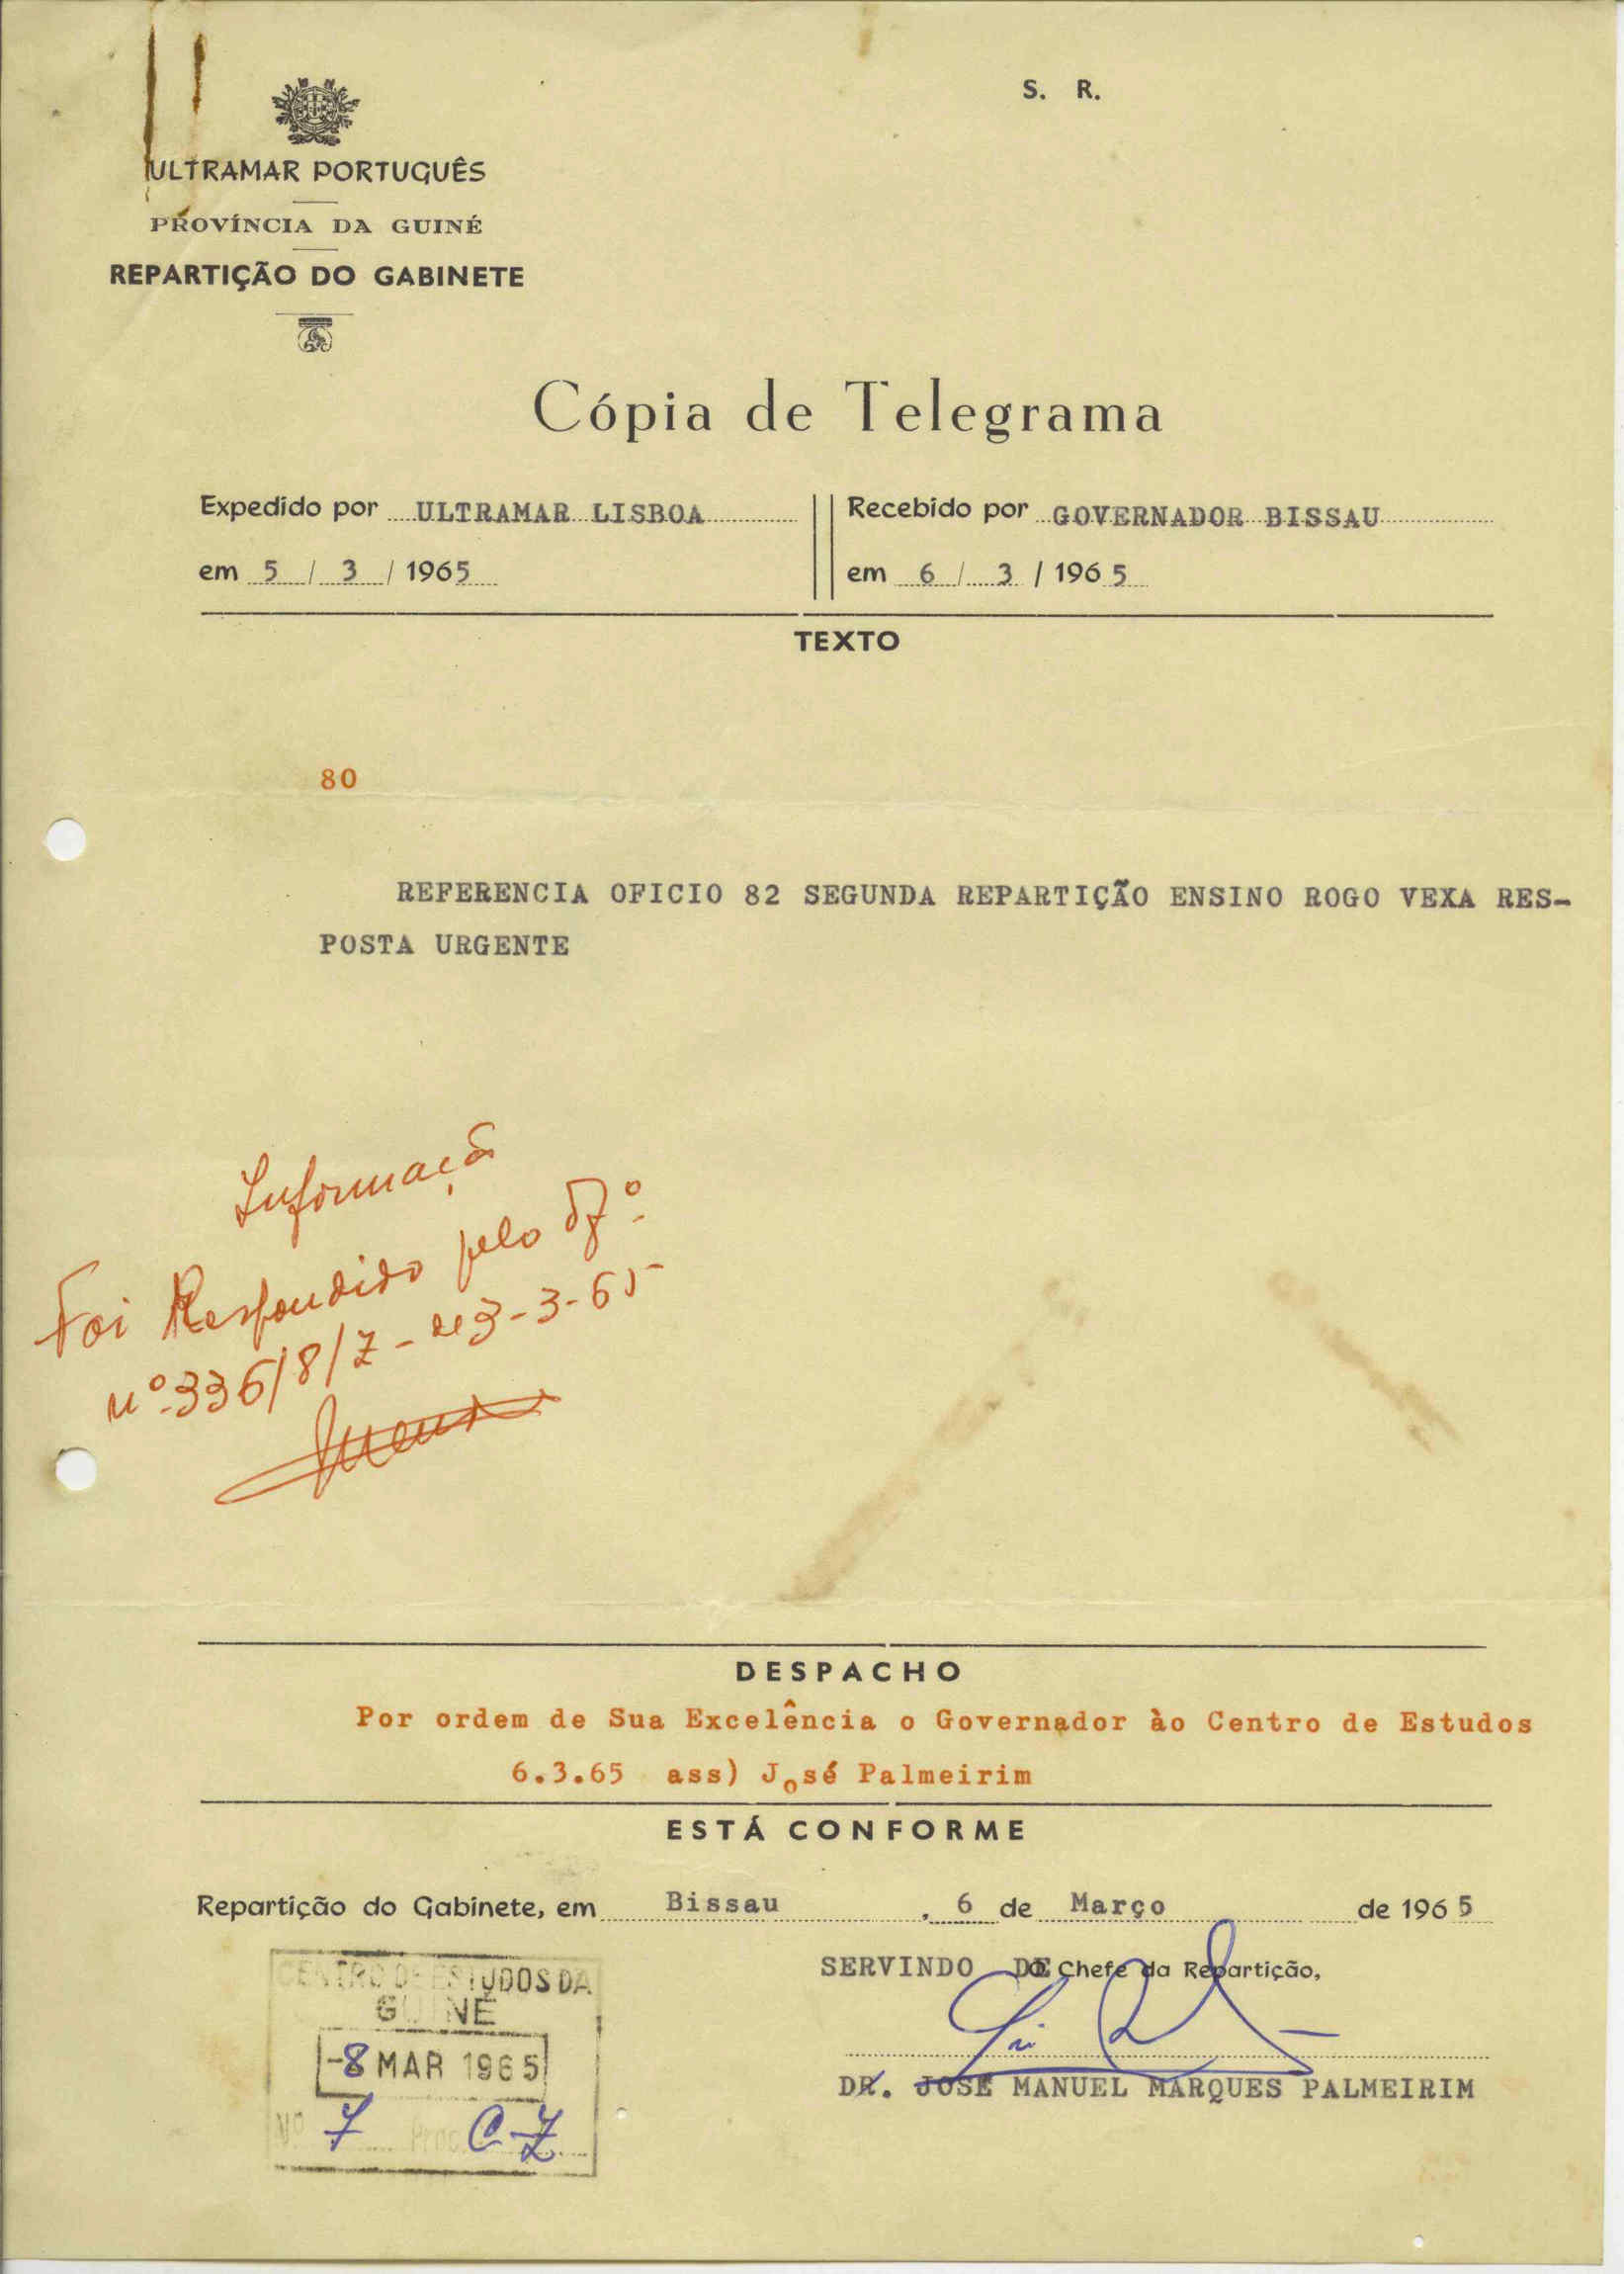 S. R.
ULTRAMAR PORTUGUÊS
PROVÍNCIA DA GUINÉ
REPARTIÇÃO DO GABINETE
Cópia de Telegrama
Expedido por ULTRAMAR LISBOA
em 5 / 3 / 1965
Recebido por GOVERNADOR BISSAU
em 6 / 3 / 1965
TEXTO
80
REFERENCIA OFICIO 82 SEGUNDA REPARTIÇÃO ENSINO ROGO VEXA RES-
POSTA URGENTE
Informação
Foi Respondido pelo
nº 336/8/7 - 3-3-65
DESPACHO
Por ordem de Sua Excelência o Governador ào Centro de Estudos
6.3.65 ass) José Palmeirim
ESTÁ CONFORME
Repartição do Gabinete, em Bissau, 6 de Março de 1965
SERVINDO DE Chefe da Repartição,
DR. JOSÉ MANUEL MARQUES PALMEIRIM
CENTRO DE ESTUDOS DA
GUINÉ
-8 MAR 1965
Nº 7 Proc. C-7